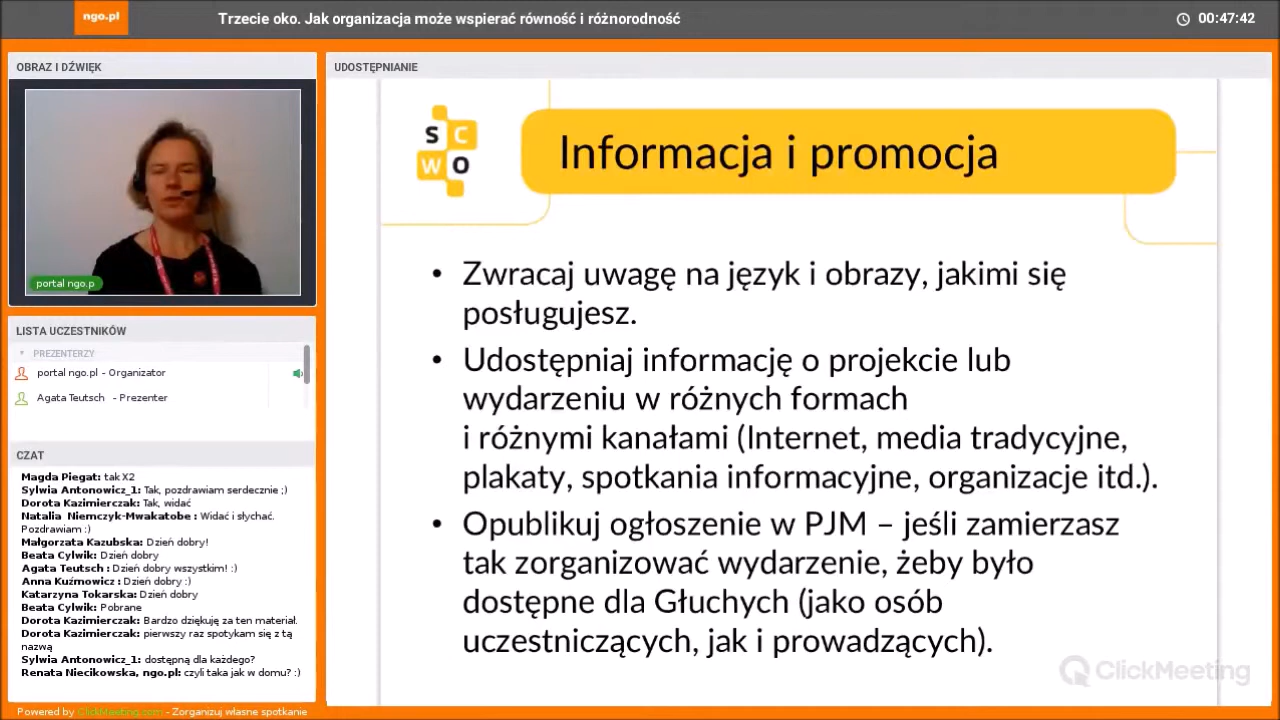 ngo.pl
Trzecie oko. Jak organizacja może wspierać równość i różnorodność
00:47:42
OBRAZ I DŹWIĘK
portal ngo.p
LISTA UCZESTNIKÓW
PREZENTERZY
portal ngo.pl - Organizator
Agata Teutsch - Prezenter
CZAT
Magda Piegat: tak X2
Sylwia Antonowicz_1: Tak, pozdrawiam serdecznie ;)
Dorota Kazimierczak: Tak, widać
Natalia Niemczyk-Mwakatobe : Widać i słychać.
Pozdrawiam :)
Małgorzata Kazubska: Dzień dobry!
Beata Cylwik: Dzień dobry
Agata Teutsch : Dzień dobry wszystkim! :)
Anna Kuźmowicz : Dzień dobry :)
Katarzyna Tokarska: Dzień dobry
Beata Cylwik: Pobrane
Dorota Kazimierczak: Bardzo dziękuję za ten materiał.
Dorota Kazimierczak: pierwszy raz spotykam się z tą
nazwą
Sylwia Antonowicz_1: dostępną dla każdego?
Renata Niecikowska, ngo.pl: czyli taka jak w domu? :)
Powered by ClickMeeting.com - Zorganizuj własne spotkanie
UDOSTĘPNIANIE
S C
W O
Informacja i promocja
• Zwracaj uwagę na język i obrazy, jakimi się
posługujesz.
• Udostępniaj informację o projekcie lub
wydarzeniu w różnych formach
i różnymi kanałami (Internet, media tradycyjne,
plakaty, spotkania informacyjne, organizacje itd.).
• Opublikuj ogłoszenie w PJM – jeśli zamierzasz
tak zorganizować wydarzenie, żeby było
dostępne dla Głuchych (jako osób
uczestniczących, jak i prowadzących).
ClickMeeting